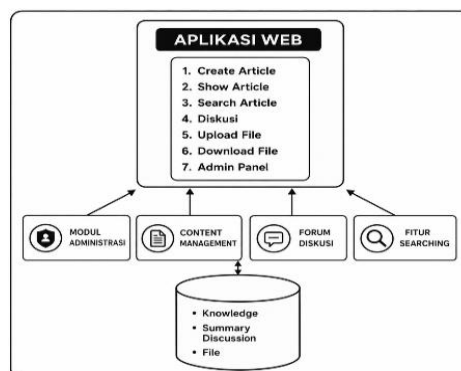 APLIKASI WEB
1. Create Article
2. Show Article
3. Search Article
4. Diskusi
5. Upload File
6. Download File
7. Admin Panel
MODUL
ADMINISTRASI
CONTENT
MANAGEMENT
FORUM
DISKUSI
FITUR
SEARCHING
• Knowledge
• Summary
Discussion
• File